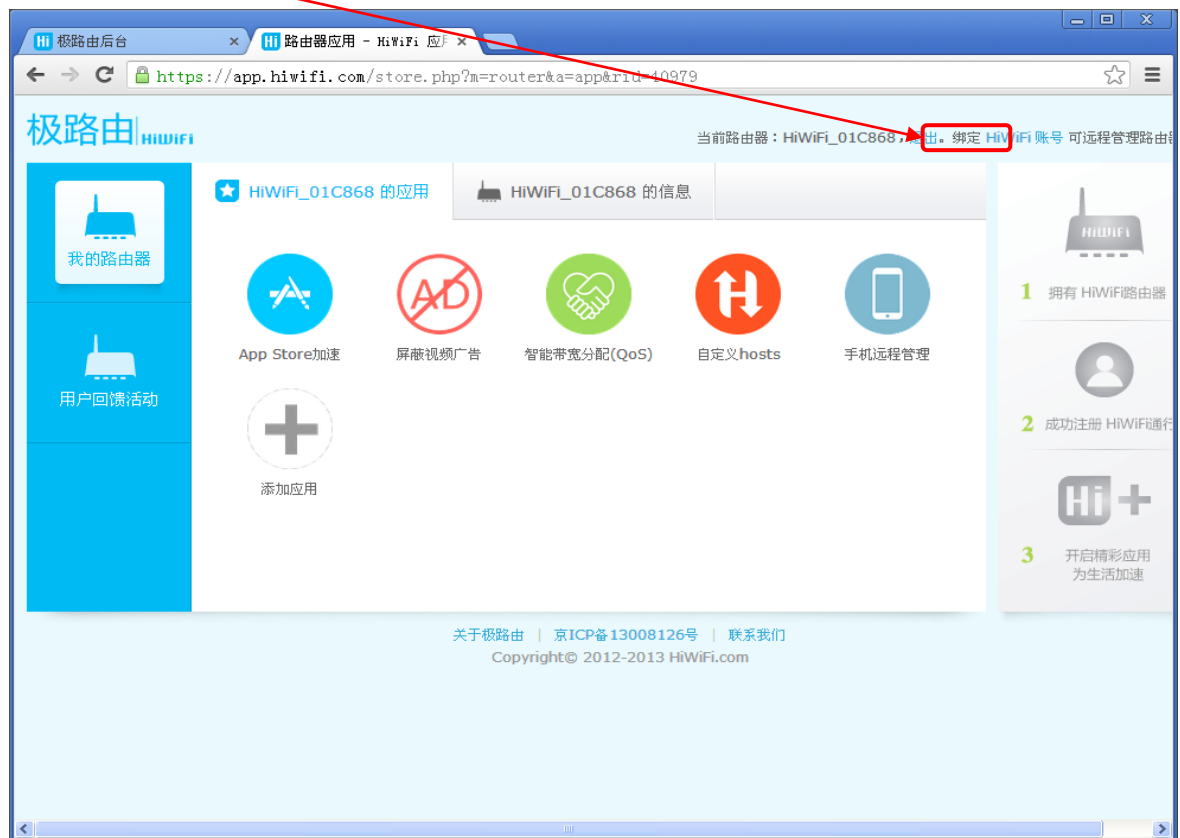 极路由后台
路由器应用 - HiWiFi 应
https://app.hiwifi.com/store.php?m=router&a=app&rid=40979
极路由 HiWiFi
当前路由器:HiWiFi_01C868,退出。绑定 HiWiFi 账号 可远程管理路由器
HiWiFi_01C868 的应用
HiWiFi_01C868 的信息
我的路由器
用户回馈活动
App Store加速
屏蔽视频广告
智能带宽分配(QoS)
自定义hosts
手机远程管理
添加应用
HiWiFi
1 拥有 HiWiFi路由器
2 成功注册 HiWiFi通行
Hi+
3 开启精彩应用
为生活加速
关于极路由 | 京ICP备13008126号 | 联系我们
Copyright© 2012-2013 HiWiFi.com